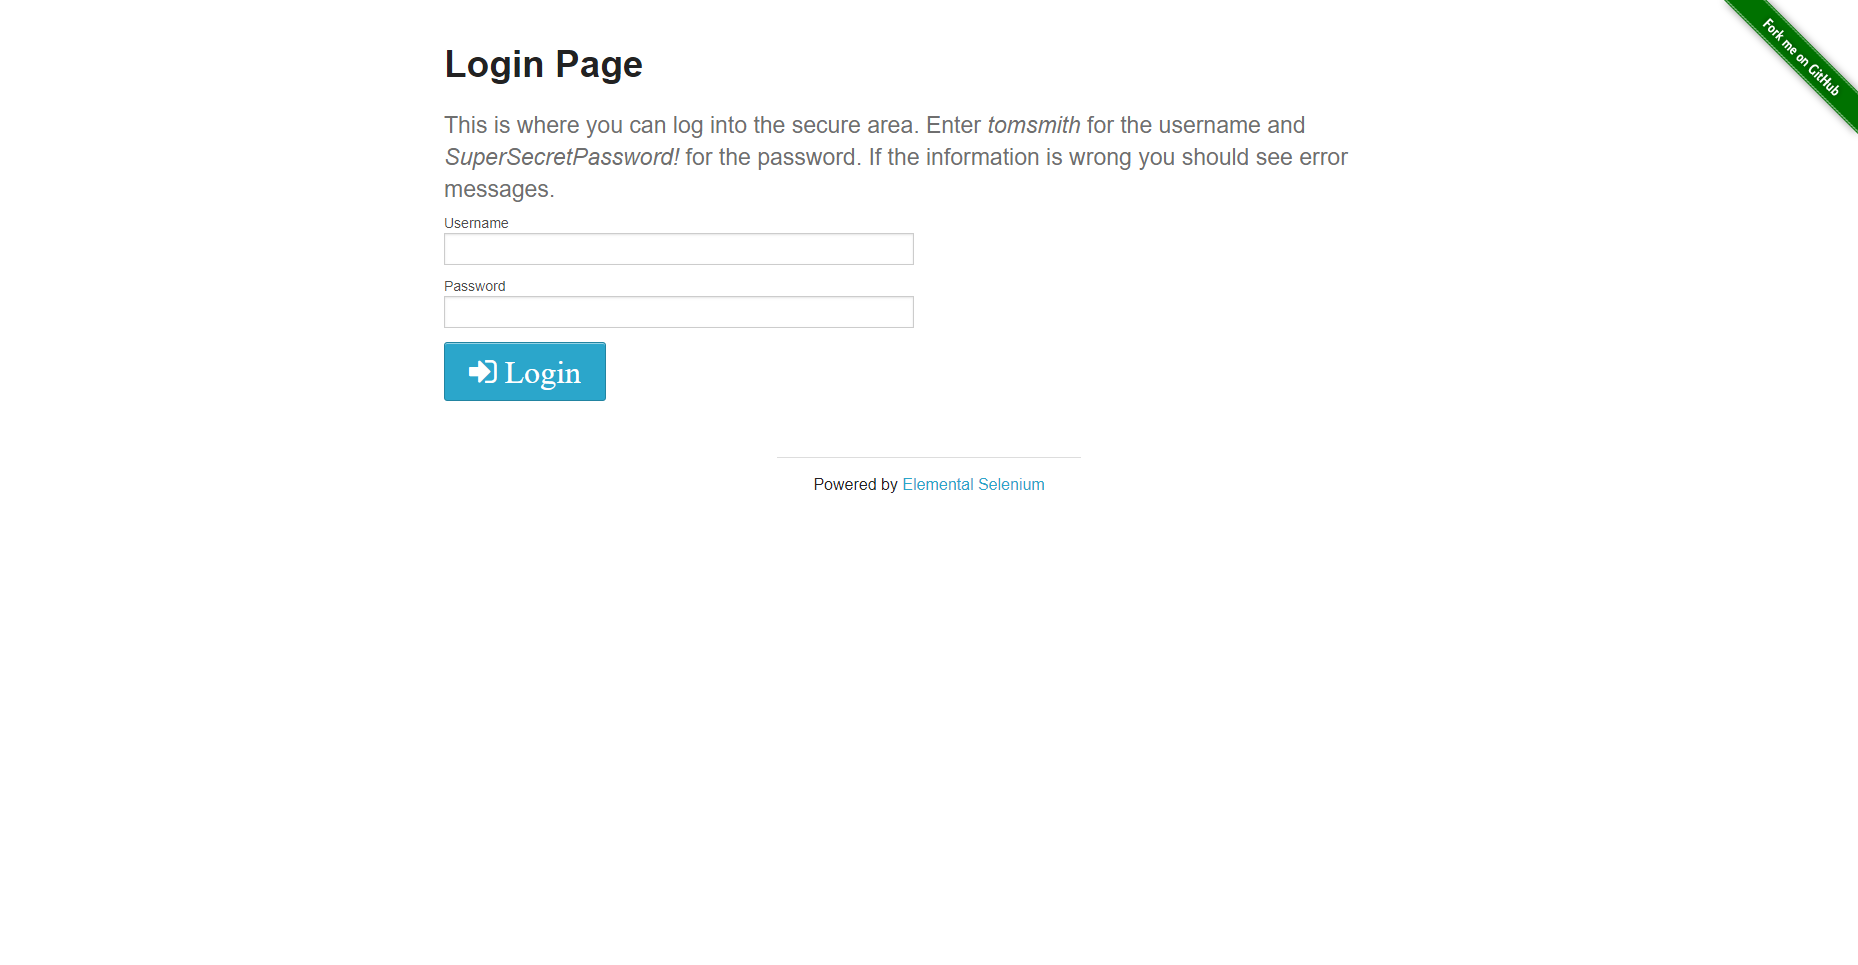 Fork me on GitHub
Login Page
This is where you can log into the secure area. Enter tomsmith for the username and
SuperSecretPassword! for the password. If the information is wrong you should see error
messages.
Username
Password
Login
Powered by Elemental Selenium